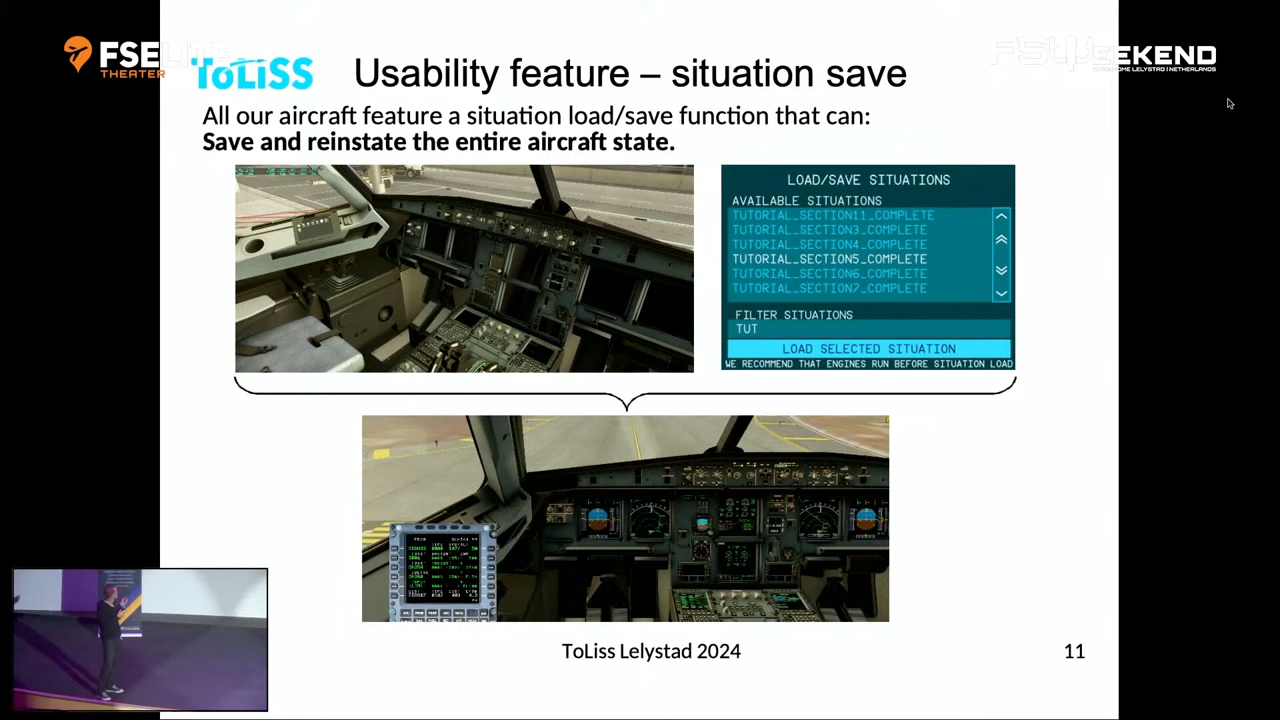 FSELITE
THEATER
ToLiSS
Usability feature – situation save
FSWEEKEND
All our aircraft feature a situation load/save function that can:
Save and reinstate the entire aircraft state.
LOAD/SAVE SITUATIONS
AVAILABLE SITUATIONS
TUTORIAL_SECTION11_COMPLETE
TUTORIAL_SECTION3_COMPLETE
TUTORIAL_SECTION4_COMPLETE
TUTORIAL_SECTION5_COMPLETE
TUTORIAL_SECTION6_COMPLETE
TUTORIAL_SECTION7_COMPLETE
FILTER SITUATIONS
TUT
LOAD SELECTED SITUATION
WE RECOMMEND THAT ENGINES RUN BEFORE SITUATION LOAD
ToLiss Lelystad 2024
11